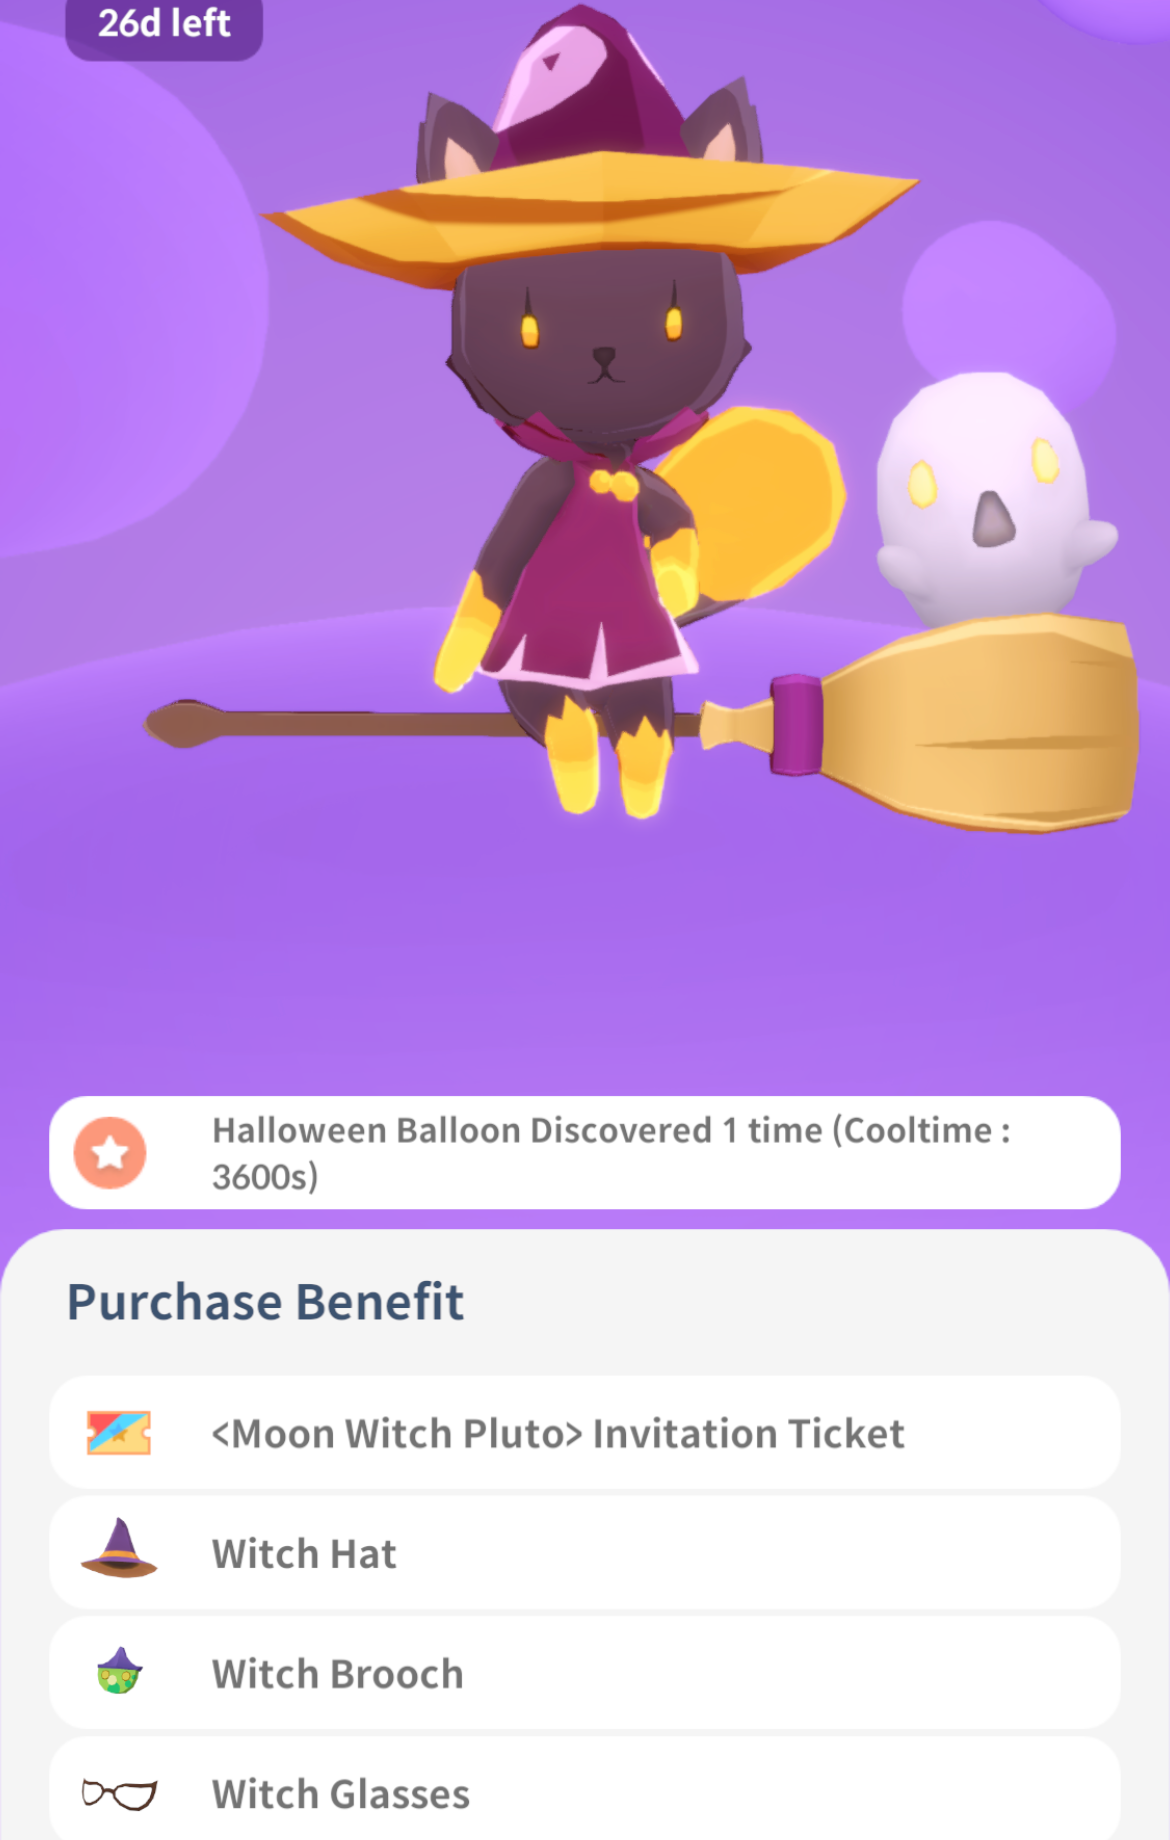 26d left
Halloween Balloon Discovered 1 time (Cooltime :
3600s)
Purchase Benefit
<Moon Witch Pluto> Invitation Ticket
Witch Hat
Witch Brooch
Witch Glasses